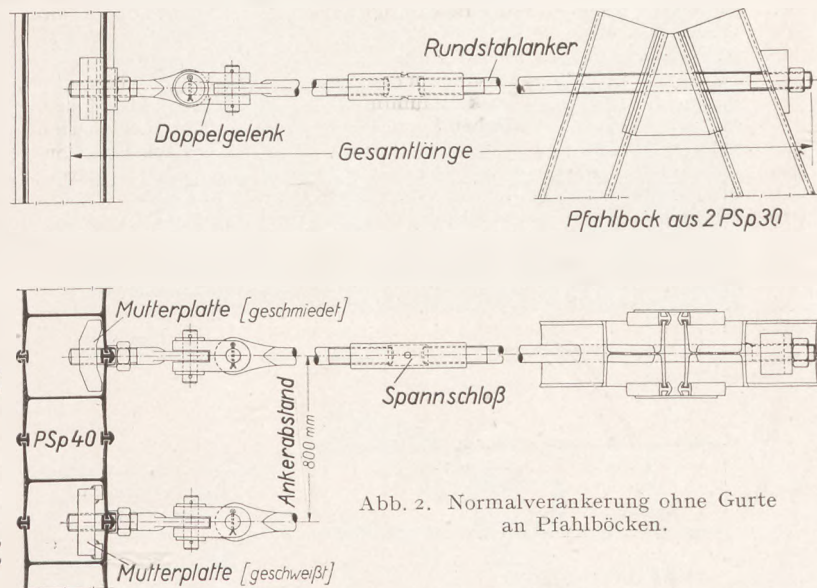 Rundstahlanker
Doppelgelenk
Gesamtlänge
Pfahlbock aus 2 PSp 30
Mutterplatte [geschmiedet]
Spannschloß
PSp 40
Ankerabstand
800 mm
Abb. 2. Normalverankerung ohne Gurte
an Pfahlböcken.
Mutterplatte [geschweißt]